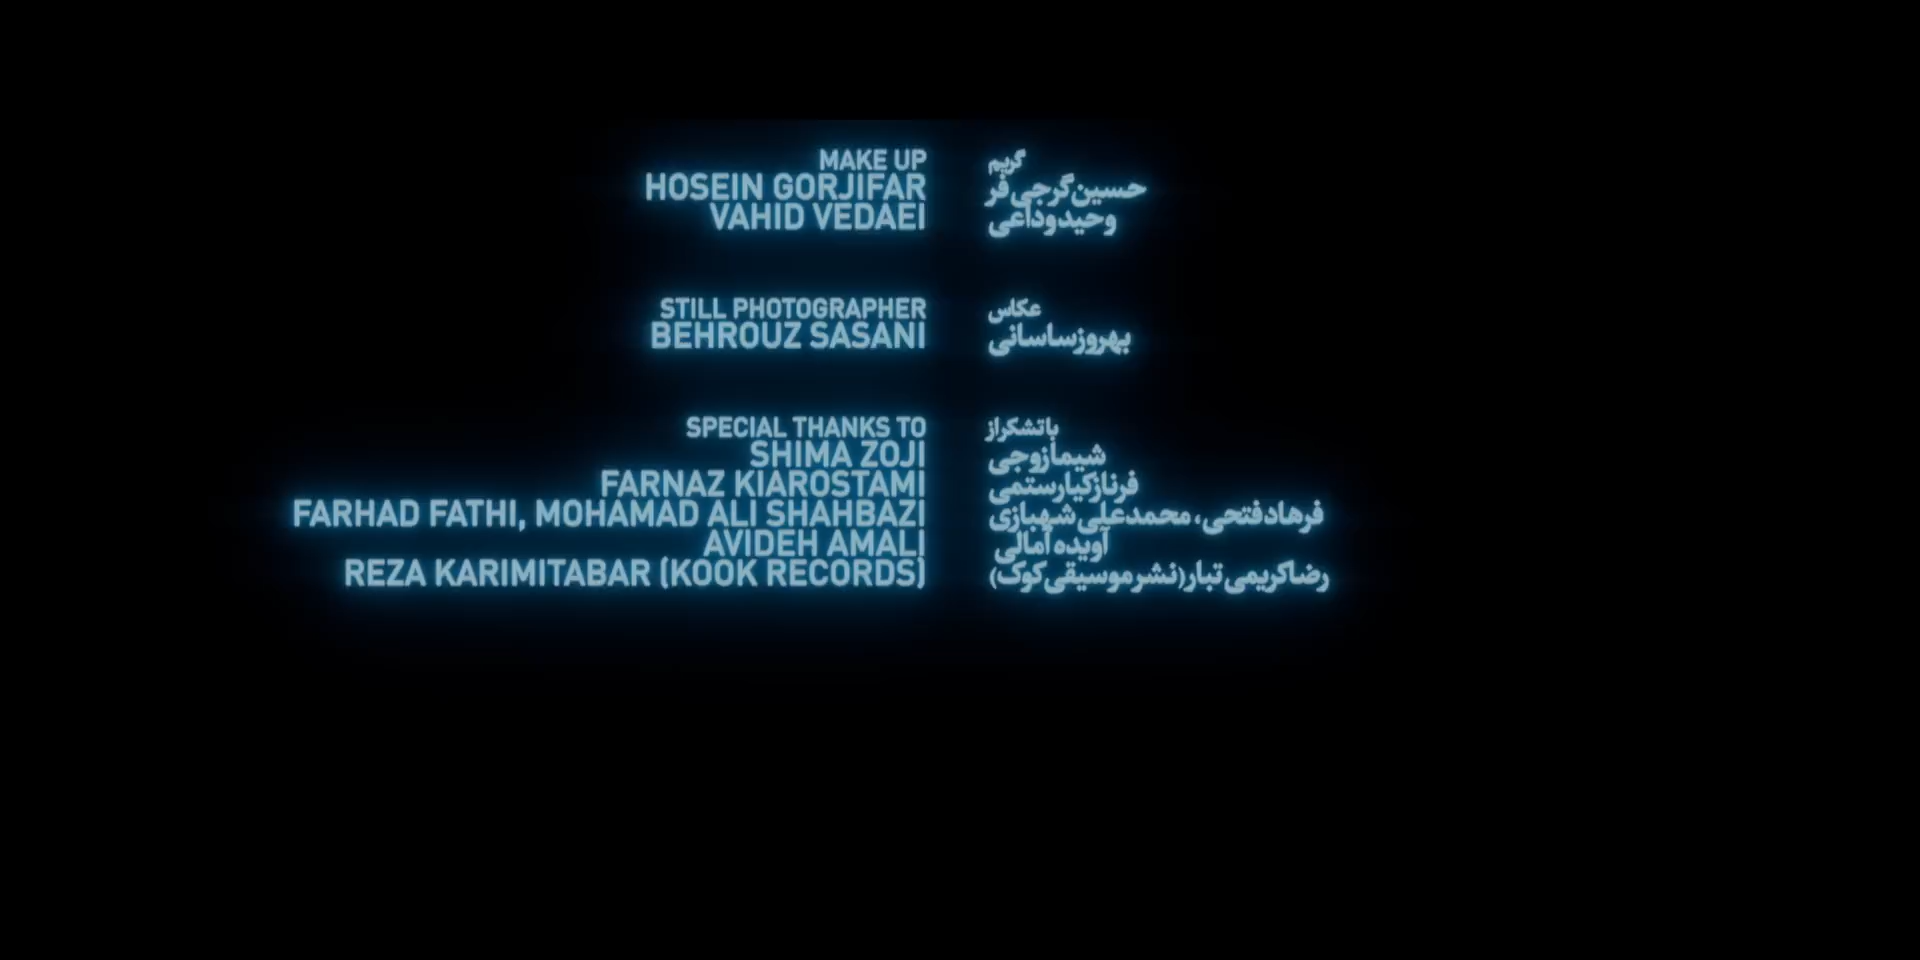 MAKE UP
HOSEIN GORJIFAR
VAHID VEDAEI
STILL PHOTOGRAPHER
BEHROUZ SASANI
SPECIAL THANKS TO
SHIMA ZOJI
FARNAZ KIAROSTAMI
FARHAD FATHI, MOHAMAD ALI SHAHBAZI
AVIDEH AMALI
REZA KARIMITABAR (KOOK RECORDS)
گریم
حسین گرجی فر
وحید وداعی
عکاس
بهروز ساسانی
با تشکر از
شیما زوجی
فرناز کیارستمی
فرهاد فتحی، محمدعلی شهبازی
آویده آمالی
رضا کریمی تبار (نشر موسیقی کوک)